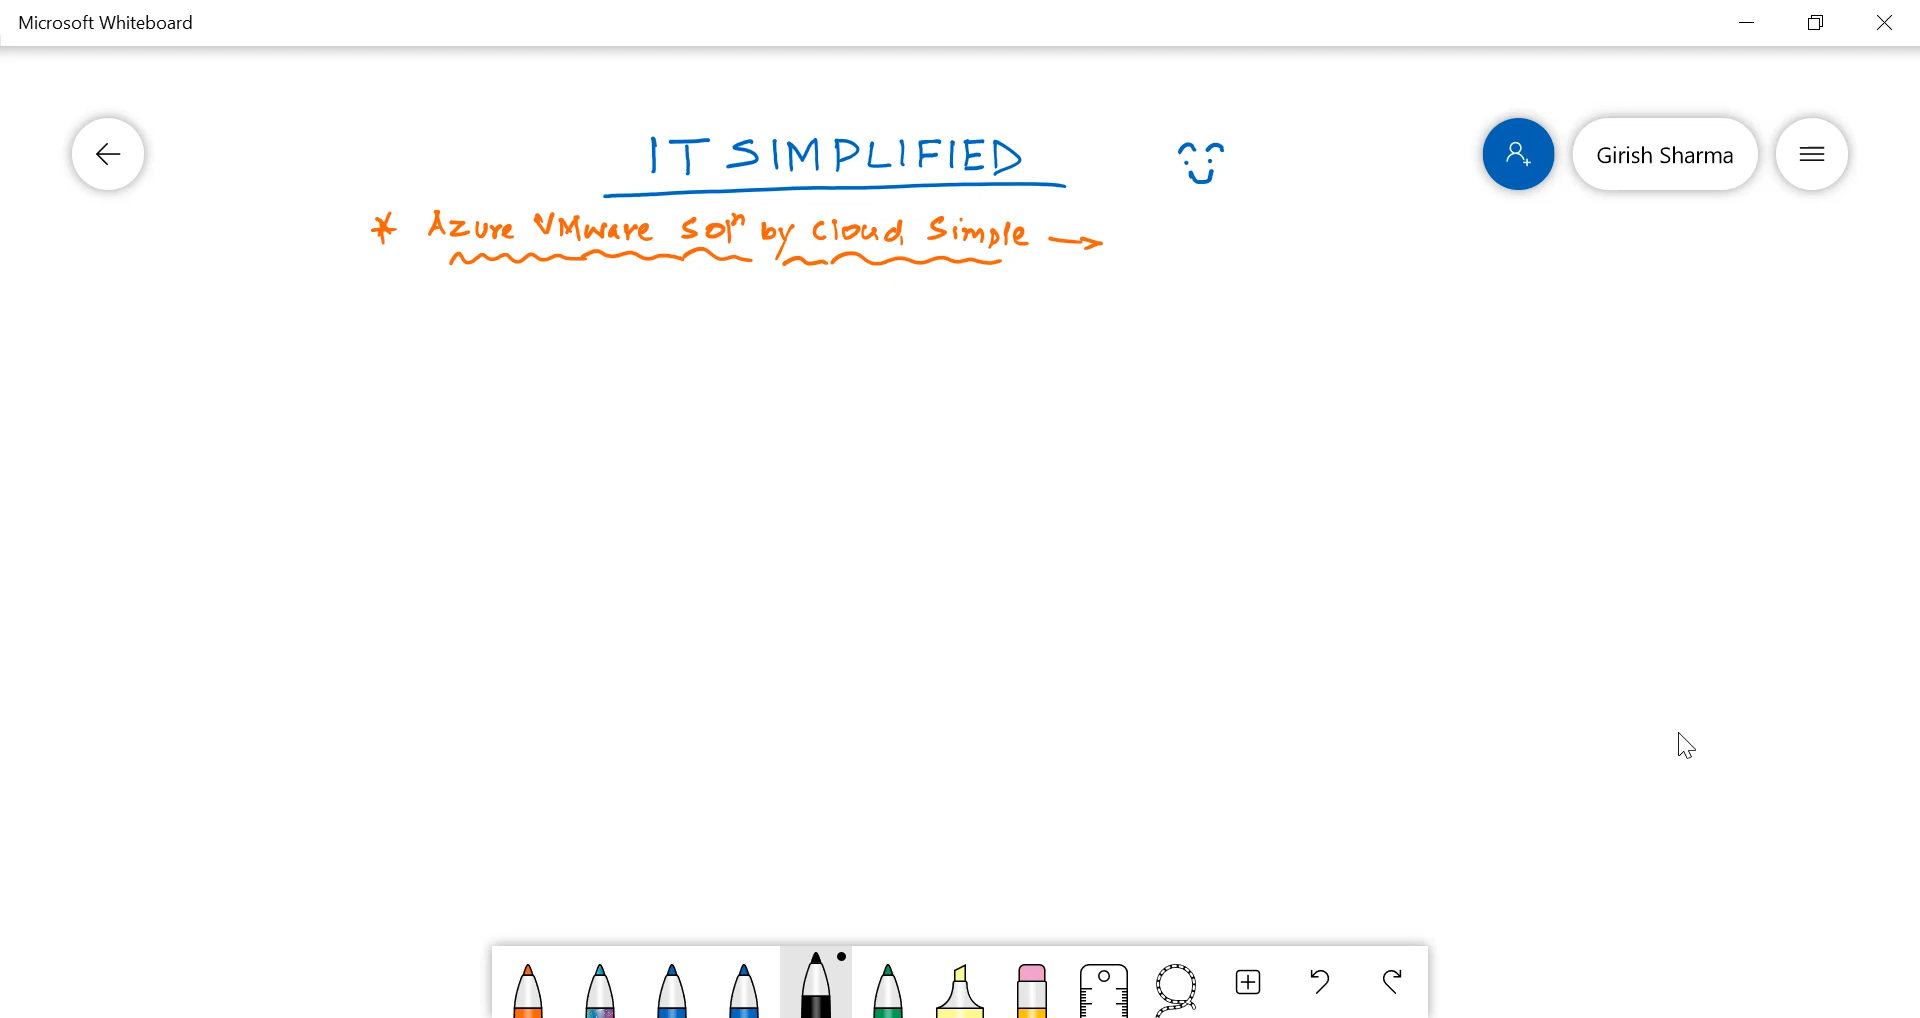 Microsoft Whiteboard
IT SIMPLIFIED
Girish Sharma
* Azure VMware Solⁿ by Cloud Simple →